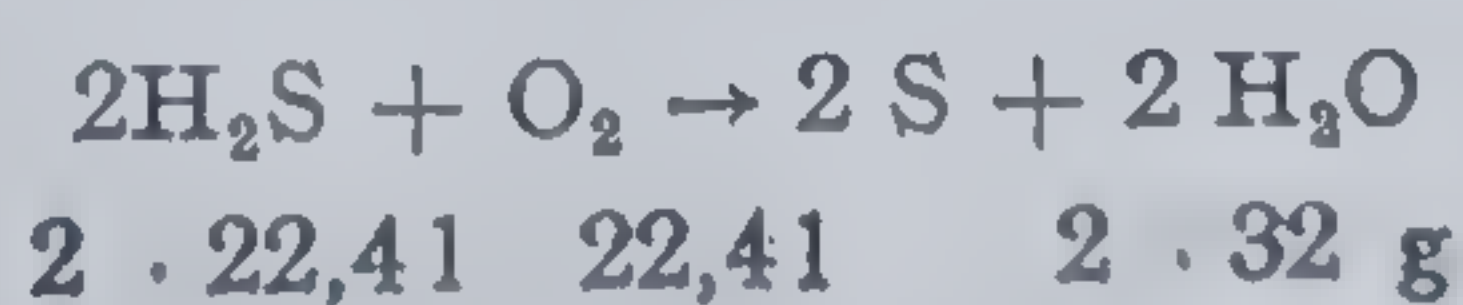 2H₂S + O₂ → 2 S + 2 H₂O
2 · 22,4 l 22,4 l 2 · 32 g